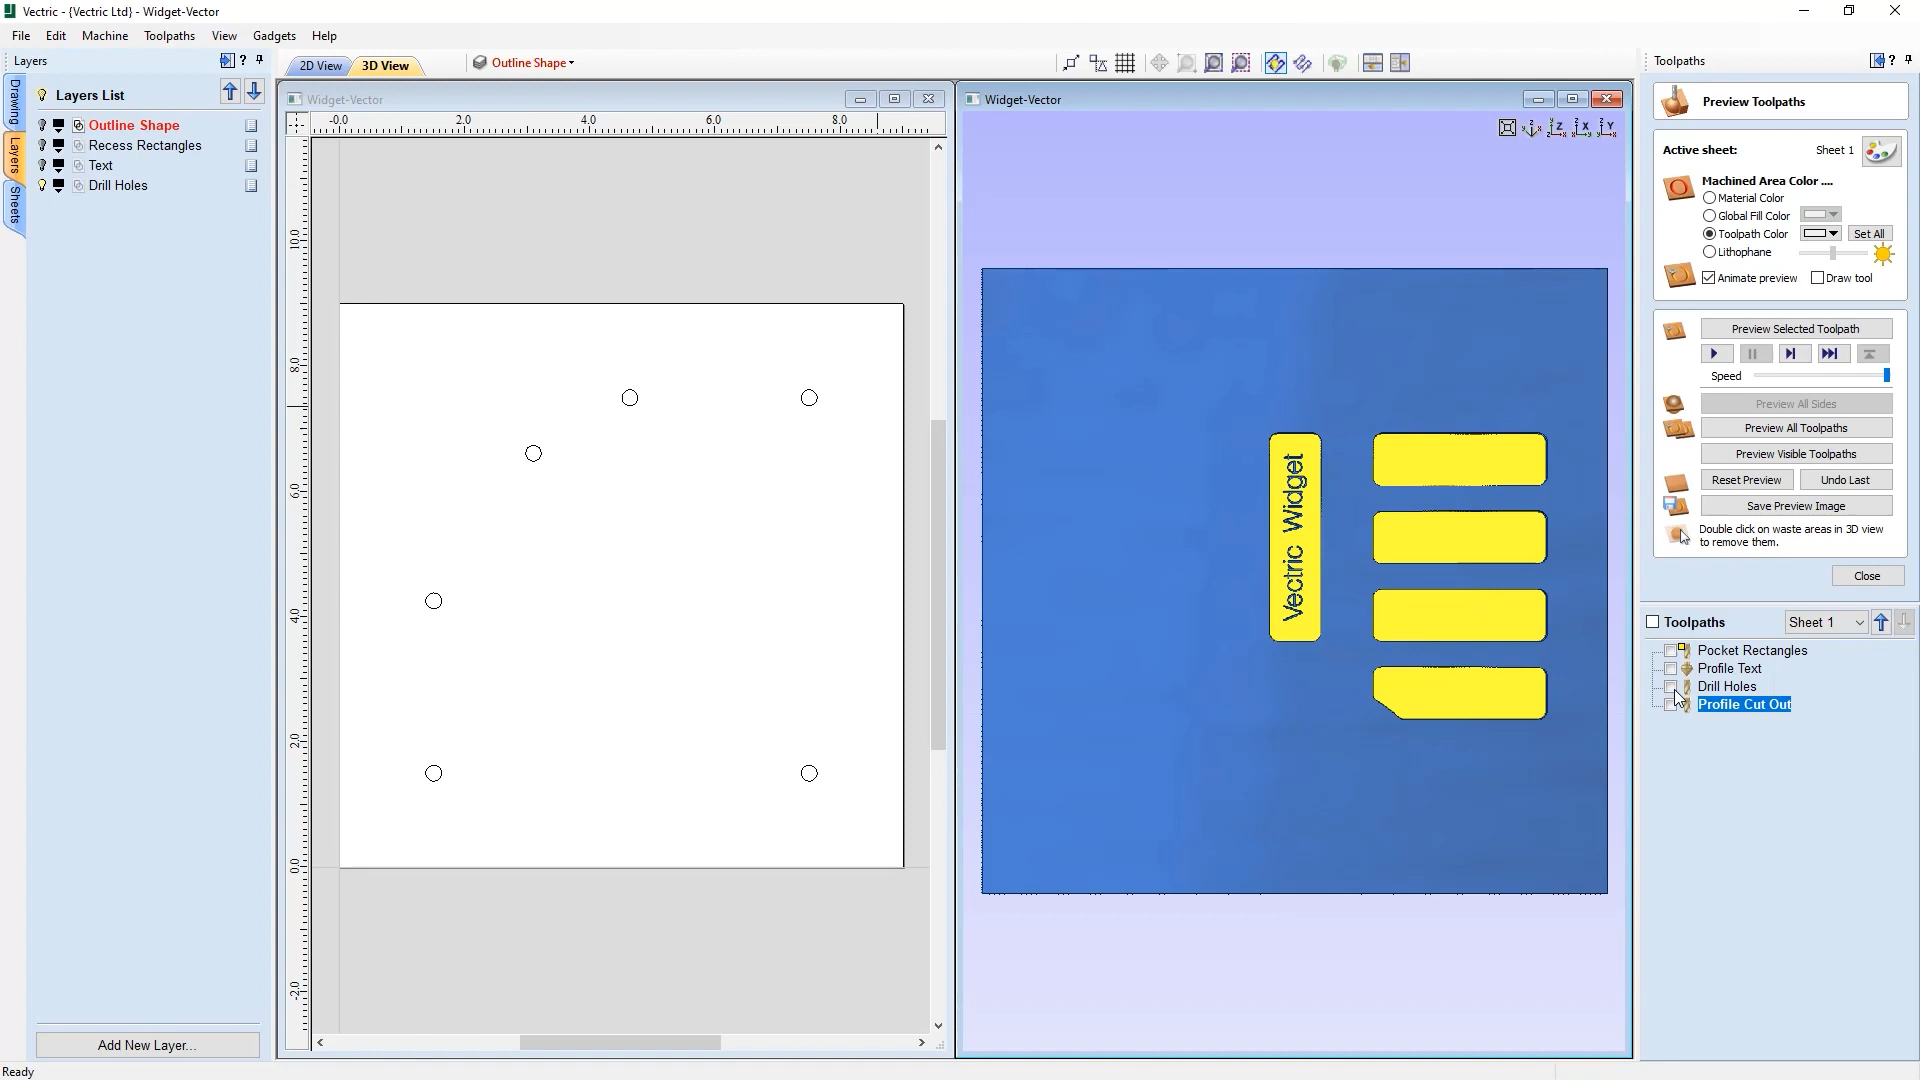 Vectric - {Vectric Ltd} - Widget-Vector
File Edit Machine Toolpaths View Gadgets Help
Layers
Drawing
Layers
Sheets
Layers List
Outline Shape
Recess Rectangles
Text
Drill Holes
Add New Layer...
Ready
2D View
3D View
Outline Shape
Widget-Vector
-0.0 2.0 4.0 6.0 8.0
10.0
8.0
6.0
4.0
2.0
0.0
-2.0
Widget-Vector
Z X Y
Vectric Widget
Toolpaths
Preview Toolpaths
Active sheet: Sheet 1
Machined Area Color ....
Material Color
Global Fill Color
Toolpath Color Set All
Lithophane
Animate preview Draw tool
Preview Selected Toolpath
Speed
Preview All Sides
Preview All Toolpaths
Preview Visible Toolpaths
Reset Preview Undo Last
Save Preview Image
Double click on waste areas in 3D view
to remove them.
Close
Toolpaths Sheet 1
Pocket Rectangles
Profile Text
Drill Holes
Profile Cut Out